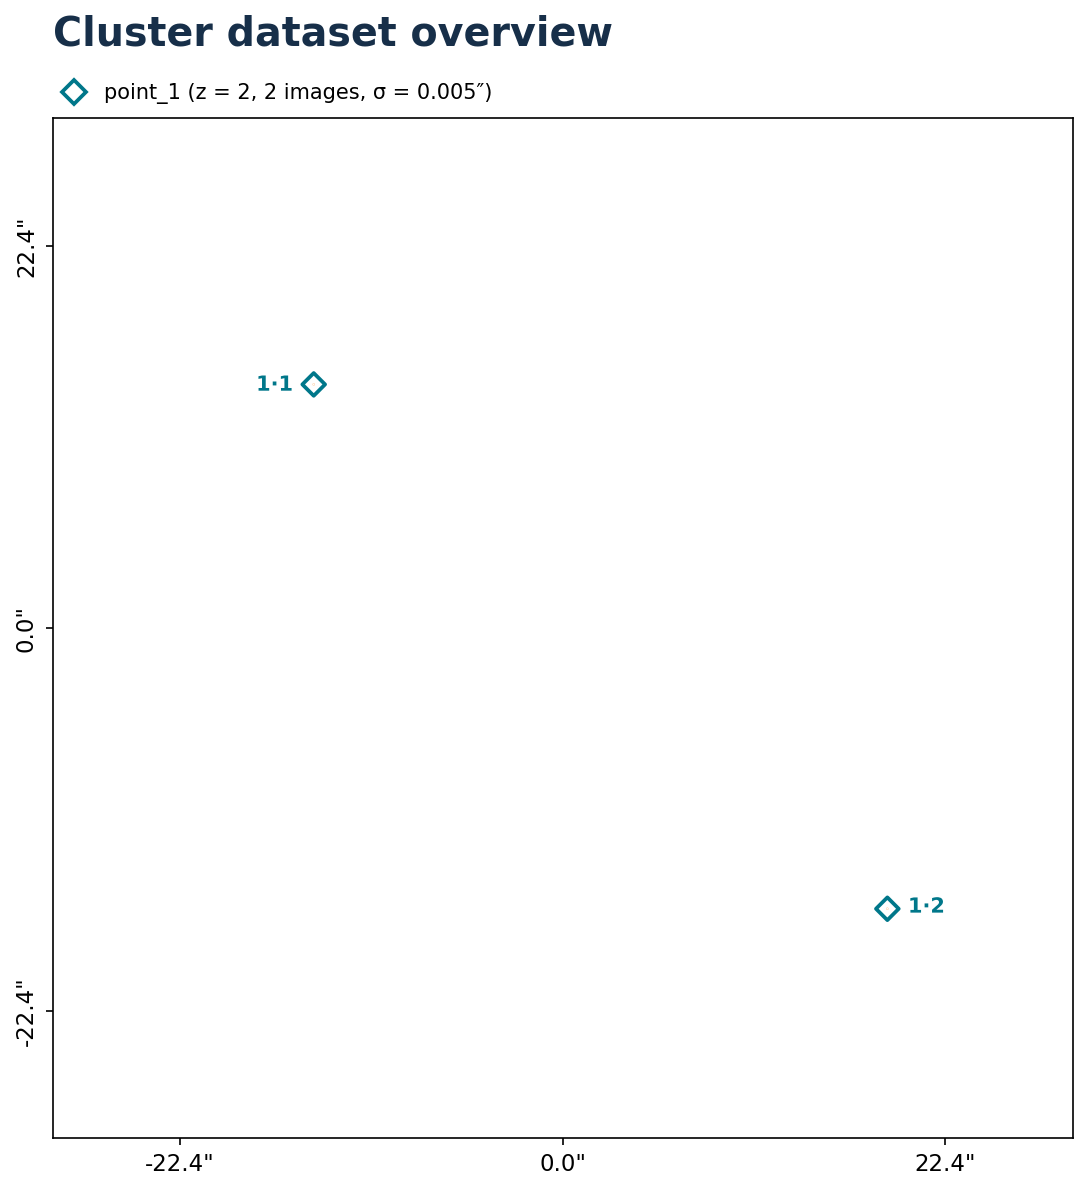 Cluster dataset overview
point_1 (z = 2, 2 images, σ = 0.005″)
22.4"
1·1
0.0"
1·2
-22.4"
-22.4" 0.0" 22.4"